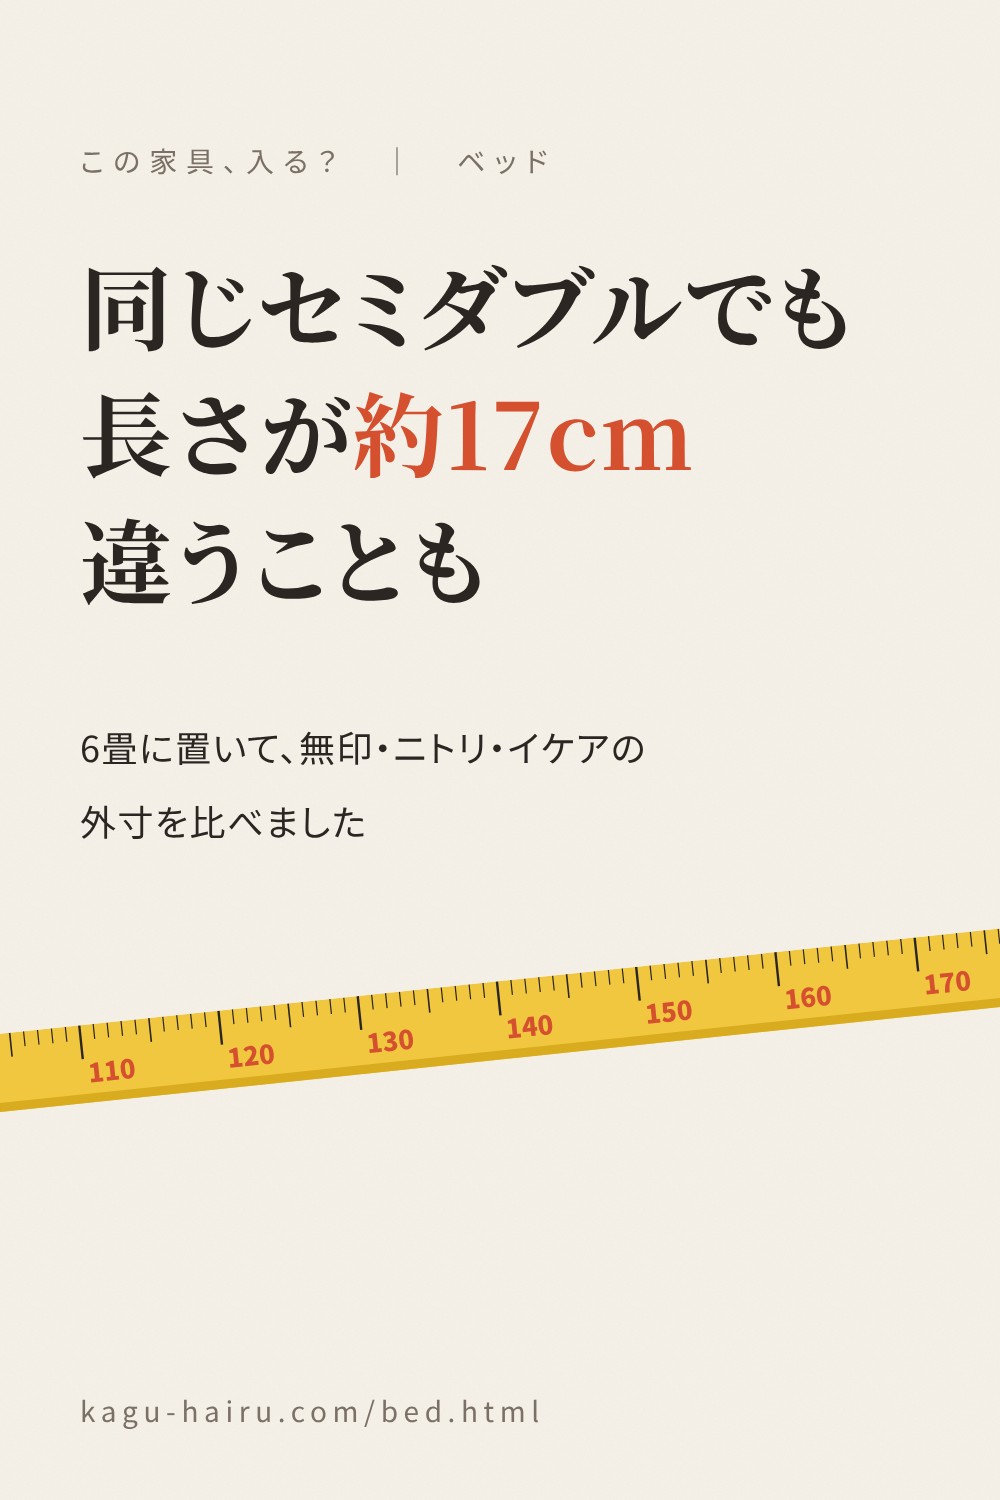 この家具、入る？ ｜ ベッド
同じセミダブルでも
長さが約17cm
違うことも
6畳に置いて、無印・ニトリ・イケアの
外寸を比べました
110 120 130 140 150 160 170
kagu-hairu.com/bed.html